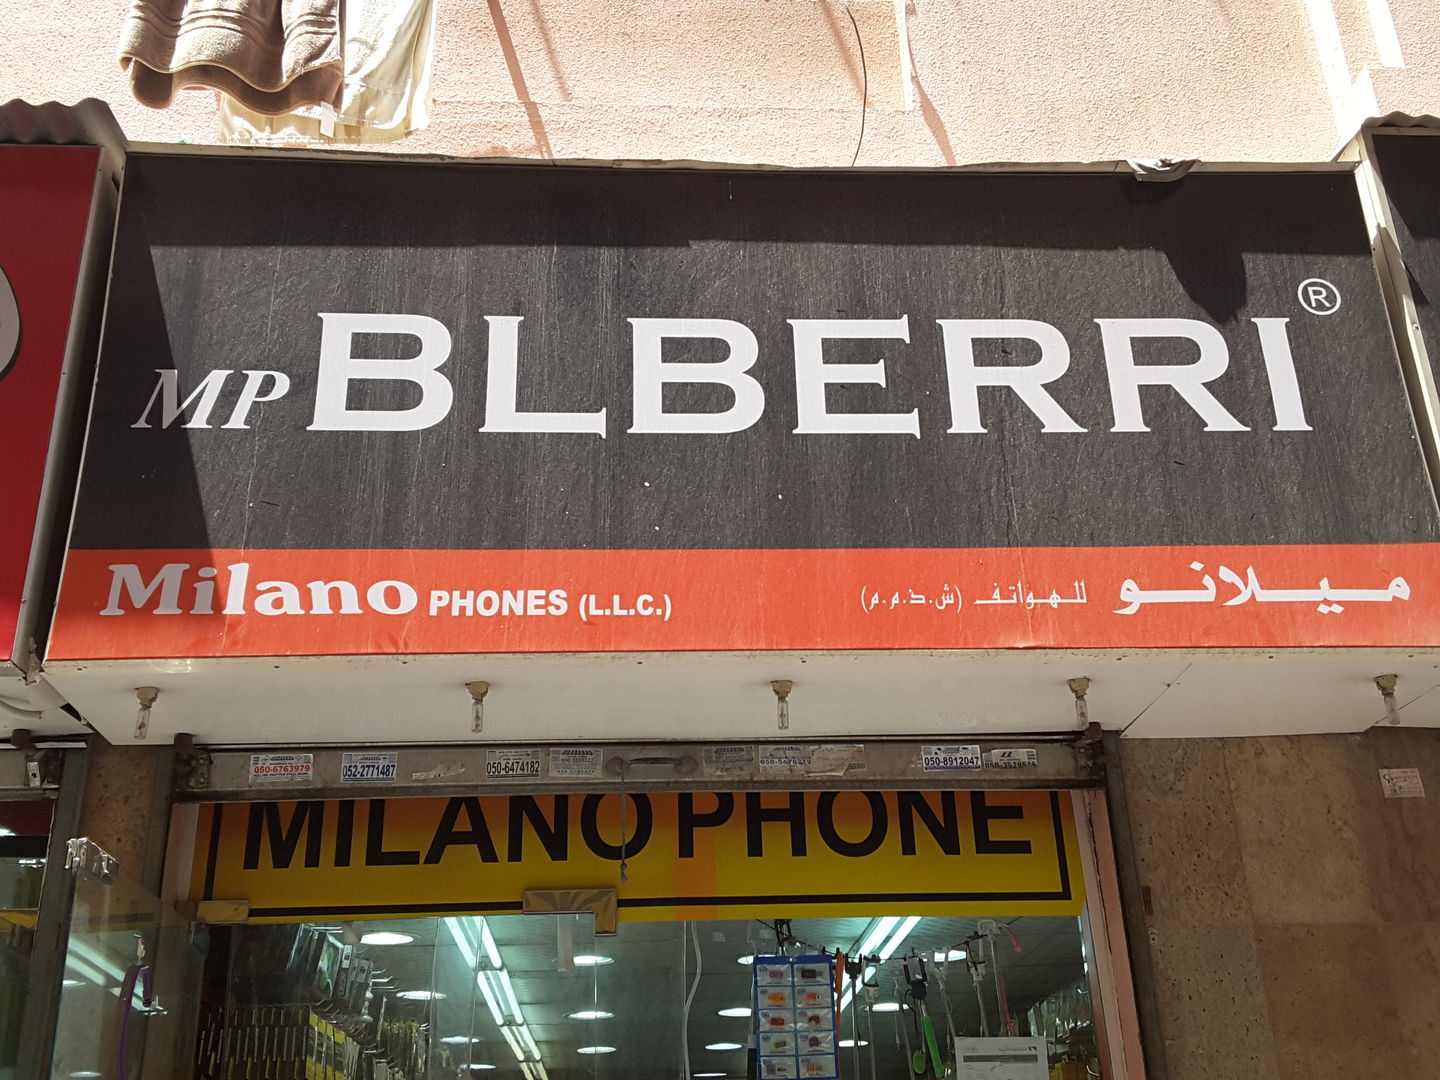 MP BLBERRI ®
Milano PHONES (L.L.C.)
ميلانو للهواتف (ش.ذ.م.م)
050-6763979
052-2771487
050-6474182
050-8912047
MILANO PHONE